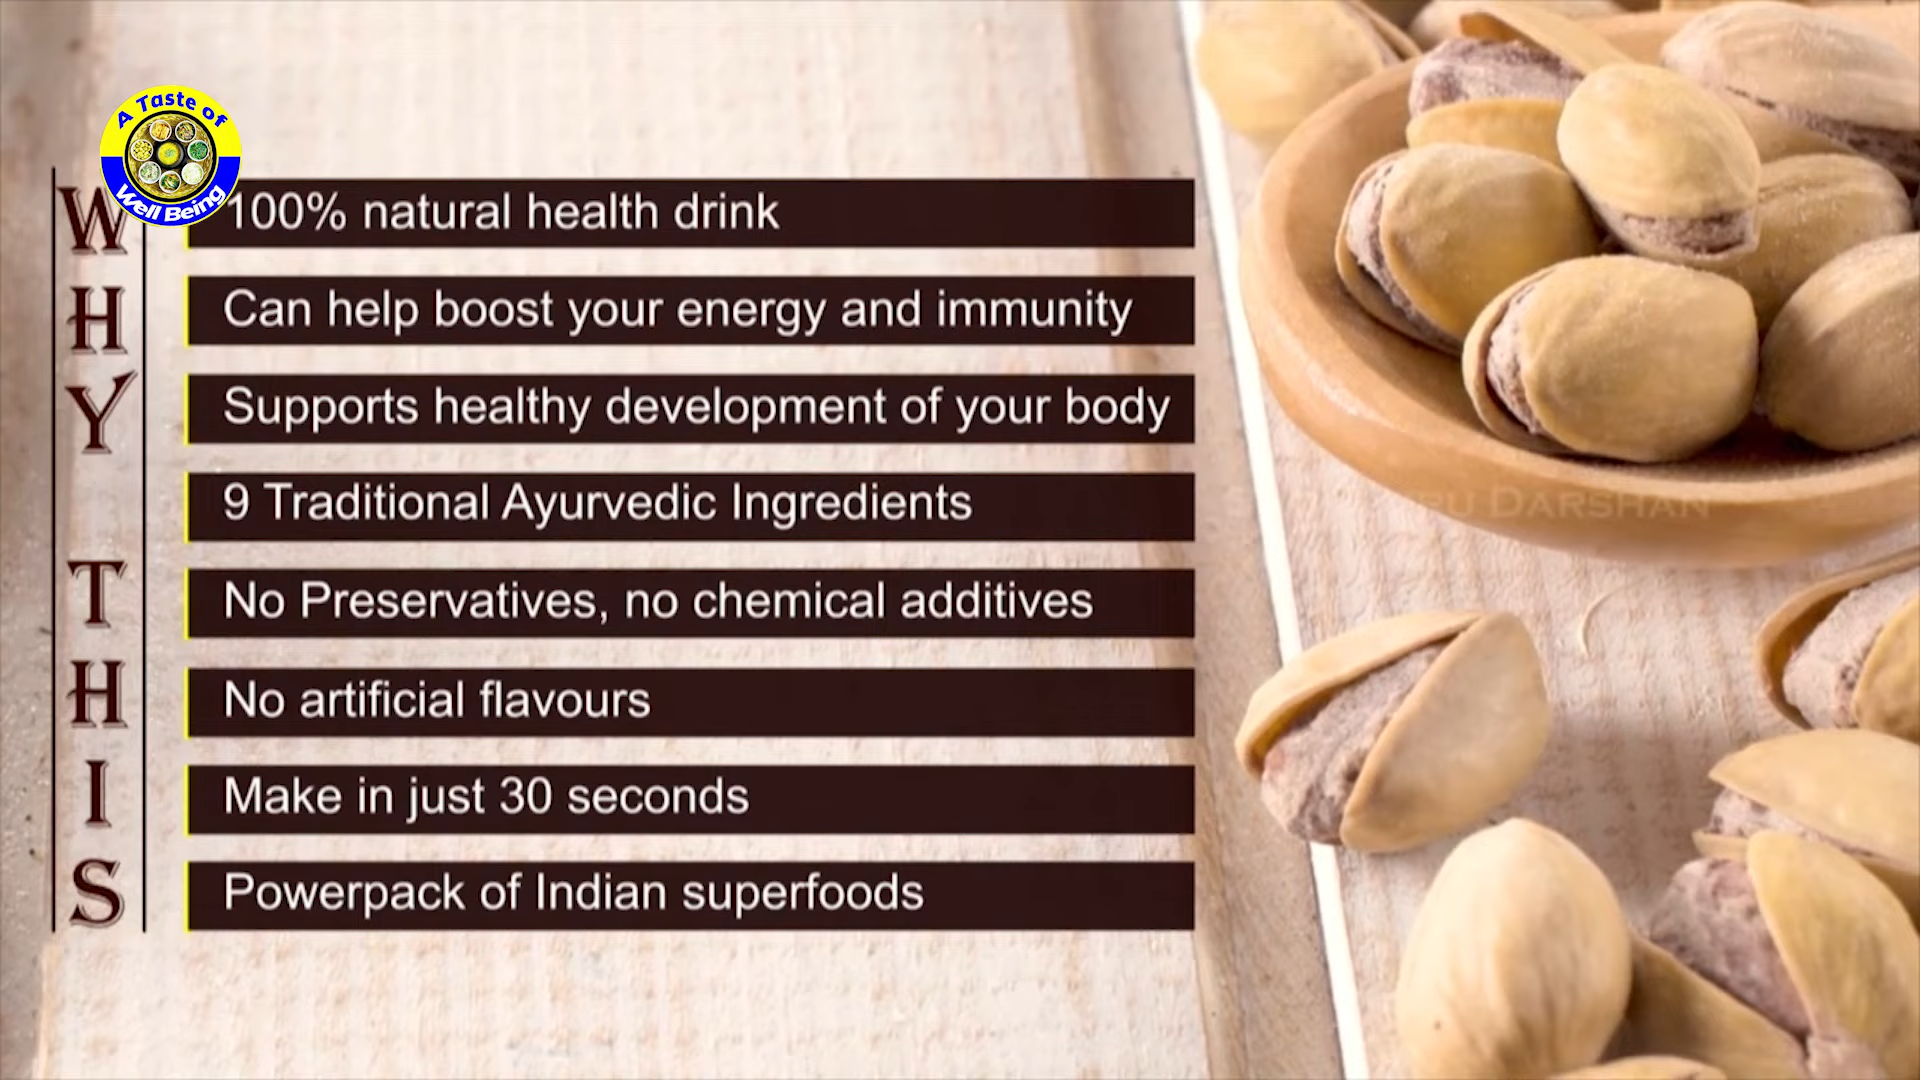 A Taste of
Well Being
WHY THIS
100% natural health drink
Can help boost your energy and immunity
Supports healthy development of your body
9 Traditional Ayurvedic Ingredients
No Preservatives, no chemical additives
No artificial flavours
Make in just 30 seconds
Powerpack of Indian superfoods
DARSHAN